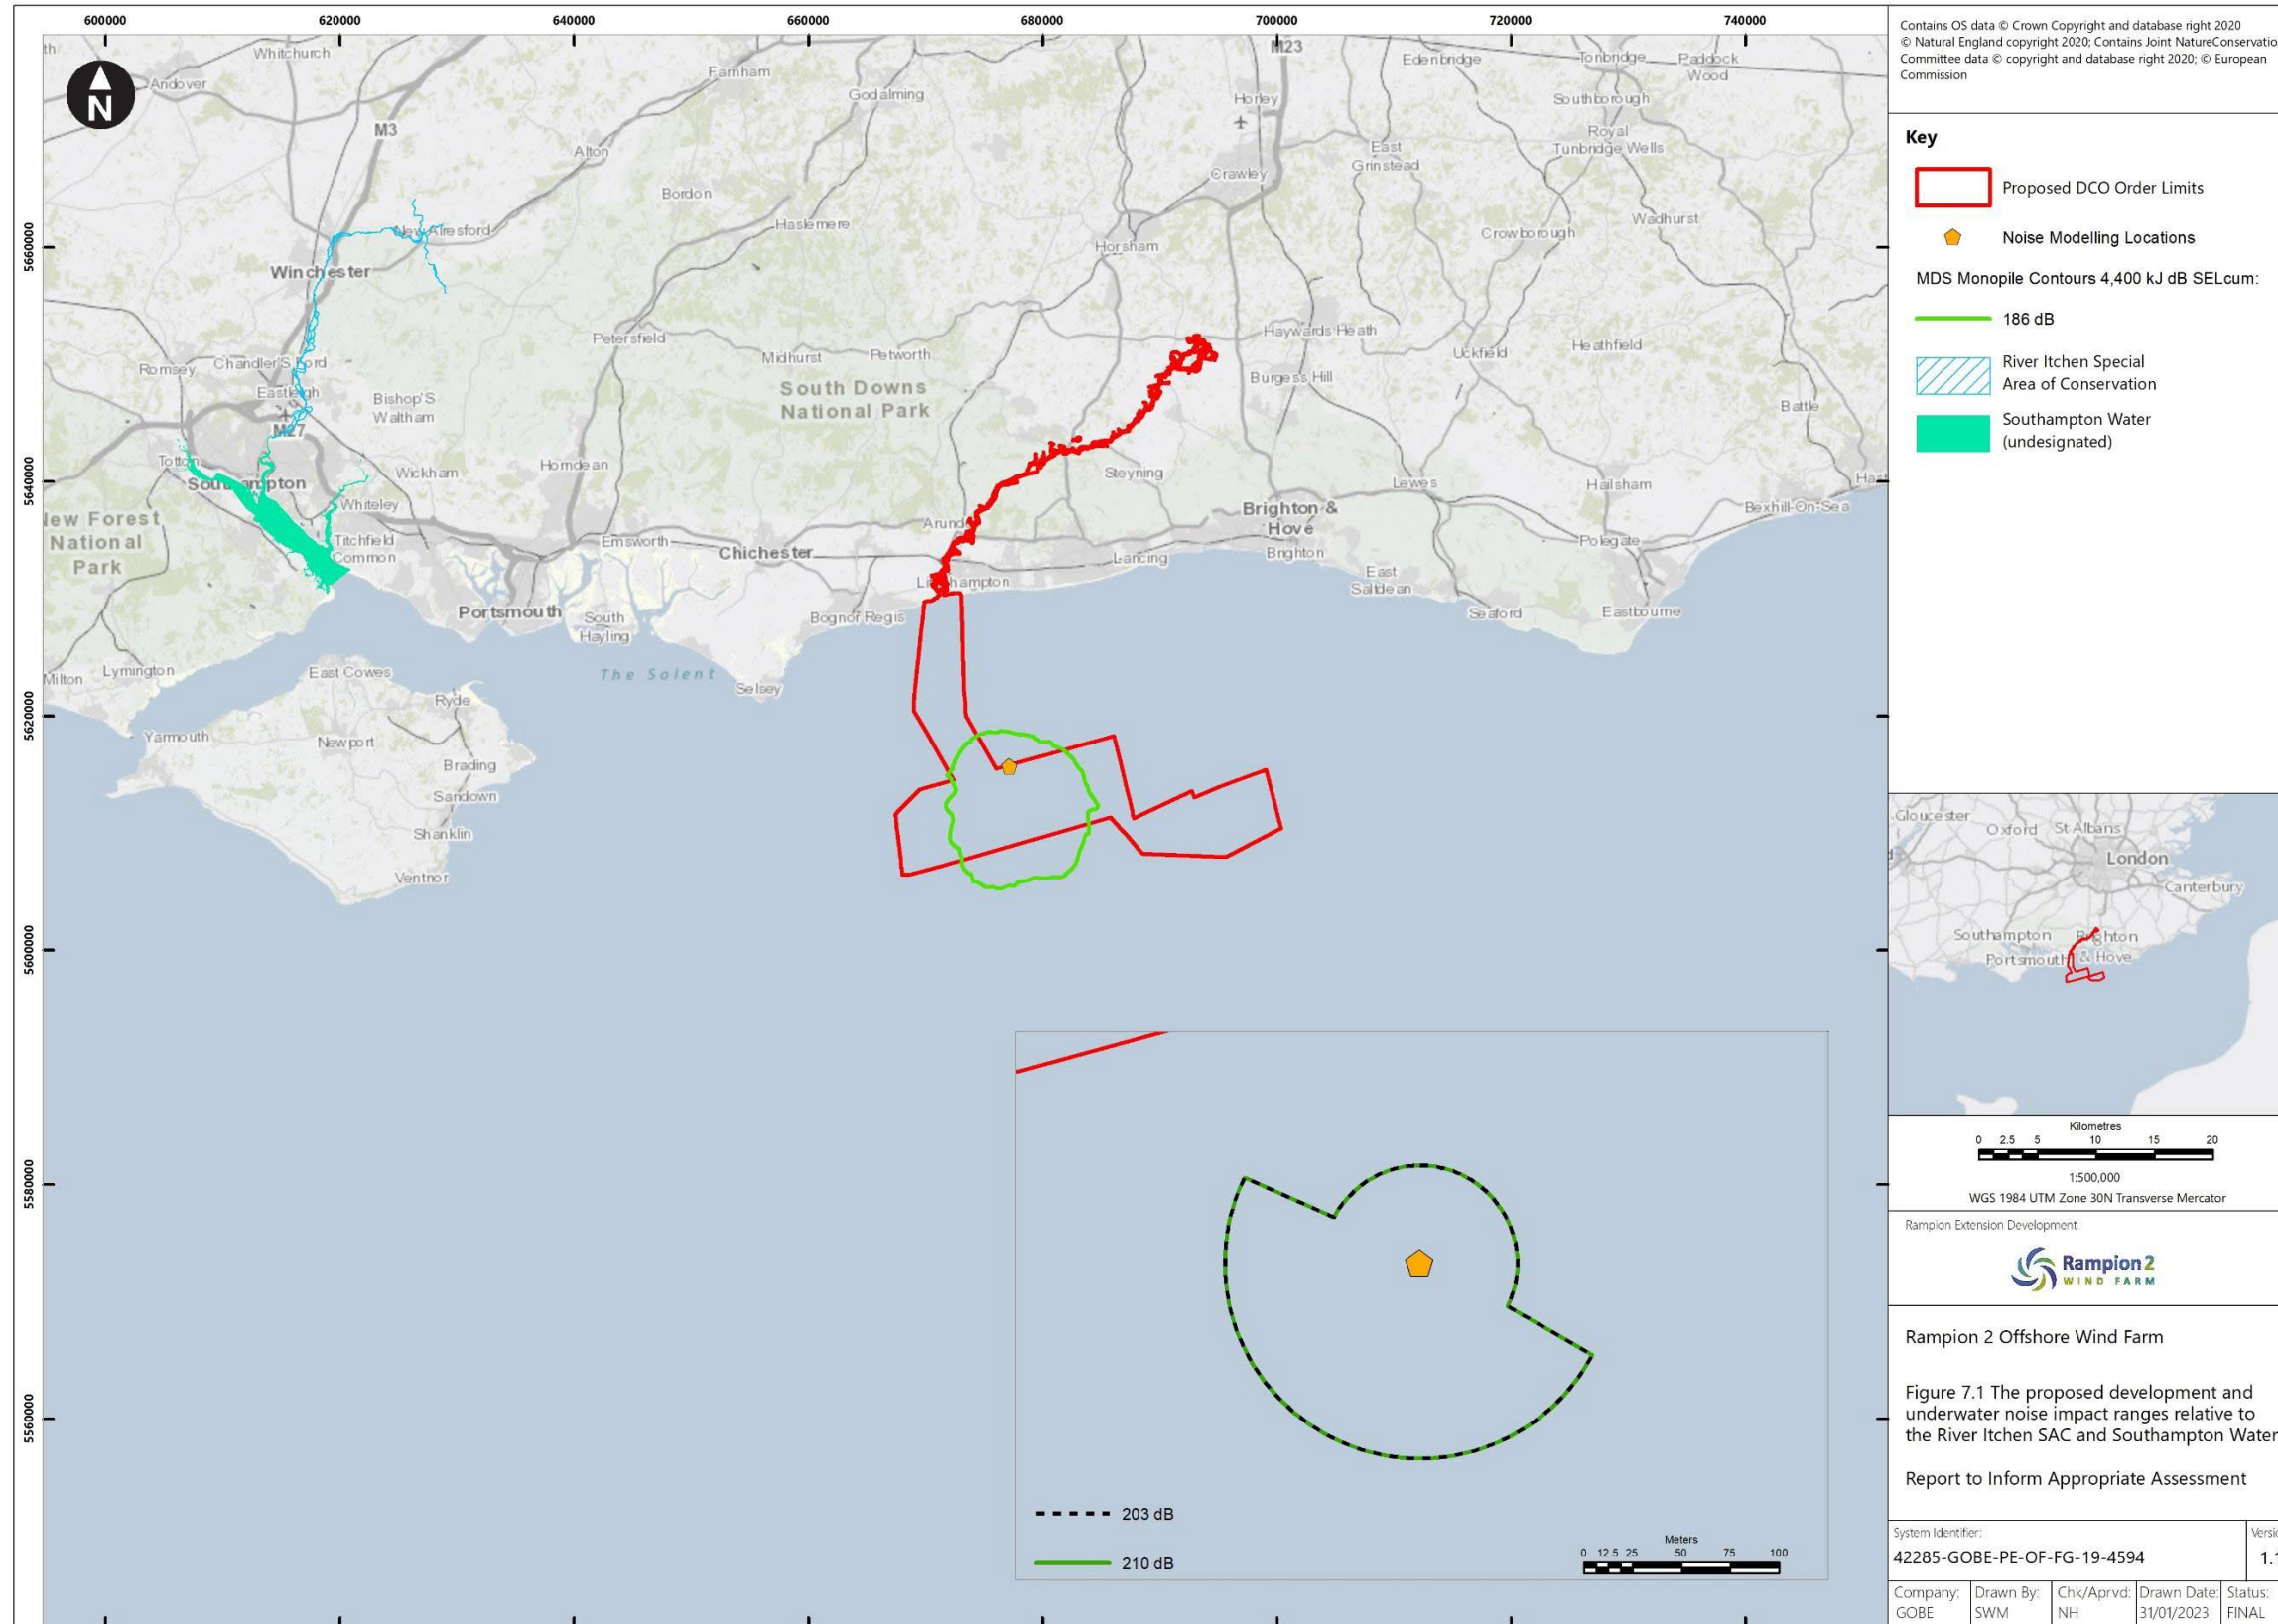 600000 620000 640000 660000 680000 700000 720000 740000
5660000
5640000
5620000
5600000
5580000
5560000
N
Whitchurch
Andover
M3
Farnham
Godalming
Alton
Bordon
Haslemere
New Alresford
Winchester
Petersfield
Midhurst
Petworth
South Downs
National Park
Romsey
Chandler'S Ford
Eastleigh
Bishop'S
Waltham
M27
Totton
Southampton
Wickham
Horndean
Whiteley
Titchfield
Common
New Forest
National
Park
Emsworth
Chichester
Portsmouth
South
Hayling
Bognor Regis
The Solent
Selsey
Lymington
Milton
East Cowes
Ryde
Yarmouth
Newport
Brading
Sandown
Shanklin
Ventnor
M23
Horley
Crawley
Horsham
Edenbridge
Tonbridge
Paddock
Wood
Southborough
Royal
Tunbridge Wells
East
Grinstead
Wadhurst
Crowborough
Haywards Heath
Uckfield
Heathfield
Burgess Hill
Battle
Steyning
Lewes
Hailsham
Bexhill-On-Sea
Brighton &
Hove
Brighton
Lancing
Polegate
East
Saltdean
Seaford
Eastbourne
Littlehampton
203 dB
210 dB
Meters
0 12.5 25 50 75 100
Contains OS data © Crown Copyright and database right 2020
© Natural England copyright 2020; Contains Joint NatureConservatio
Committee data © copyright and database right 2020; © European
Commission
Key
Proposed DCO Order Limits
Noise Modelling Locations
MDS Monopile Contours 4,400 kJ dB SELcum:
186 dB
River Itchen Special
Area of Conservation
Southampton Water
(undesignated)
Gloucester
Oxford
St Albans
London
Canterbury
Southampton
Brighton
& Hove
Portsmouth
Kilometres
0 2.5 5 10 15 20
1:500,000
WGS 1984 UTM Zone 30N Transverse Mercator
Rampion Extension Development
Rampion 2
WIND FARM
Rampion 2 Offshore Wind Farm
Figure 7.1 The proposed development and
underwater noise impact ranges relative to
the River Itchen SAC and Southampton Water
Report to Inform Appropriate Assessment
System Identifier:
42285-GOBE-PE-OF-FG-19-4594
Company: Drawn By: Chk/Aprvd: Drawn Date: Status:
GOBE SWM NH 31/01/2023 FINAL